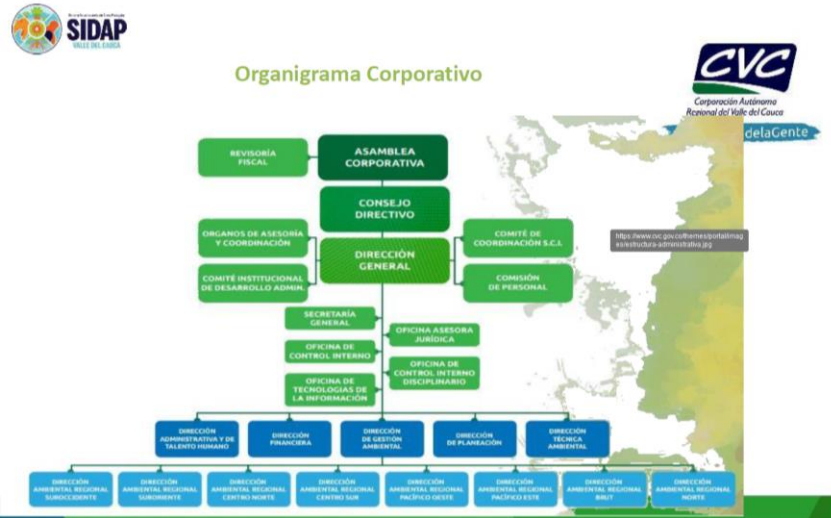 SIDAP
VALLE DEL CAUCA
Organigrama Corporativo
CVC
Corporación Autónoma
Regional del Valle del Cauca
delaGente
REVISORÍA
FISCAL
ASAMBLEA
CORPORATIVA
CONSEJO
DIRECTIVO
ORGANOS DE ASESORÍA
Y COORDINACIÓN
COMITÉ DE
COORDINACIÓN S.C.I.
DIRECCIÓN
GENERAL
COMITÉ INSTITUCIONAL
DE DESARROLLO ADMIN.
COMISIÓN
DE PERSONAL
https://www.cvc.gov.co/themes/portal/imag
es/estructura-administrativa.jpg
SECRETARÍA
GENERAL
OFICINA ASESORA
JURÍDICA
OFICINA DE
CONTROL INTERNO
OFICINA DE
CONTROL INTERNO
DISCIPLINARIO
OFICINA DE
TECNOLOGÍAS DE
LA INFORMACIÓN
DIRECCIÓN
ADMINISTRATIVA Y DE
TALENTO HUMANO
DIRECCIÓN
FINANCIERA
DIRECCIÓN
DE GESTIÓN
AMBIENTAL
DIRECCIÓN
DE PLANEACIÓN
DIRECCIÓN
TÉCNICA
AMBIENTAL
DIRECCIÓN
AMBIENTAL REGIONAL
SUROCCIDENTE
DIRECCIÓN
AMBIENTAL REGIONAL
SURORIENTE
DIRECCIÓN
AMBIENTAL REGIONAL
CENTRO NORTE
DIRECCIÓN
AMBIENTAL REGIONAL
CENTRO SUR
DIRECCIÓN
AMBIENTAL REGIONAL
PACÍFICO OESTE
DIRECCIÓN
AMBIENTAL REGIONAL
PACÍFICO ESTE
DIRECCIÓN
AMBIENTAL REGIONAL
BRUT
DIRECCIÓN
AMBIENTAL REGIONAL
NORTE